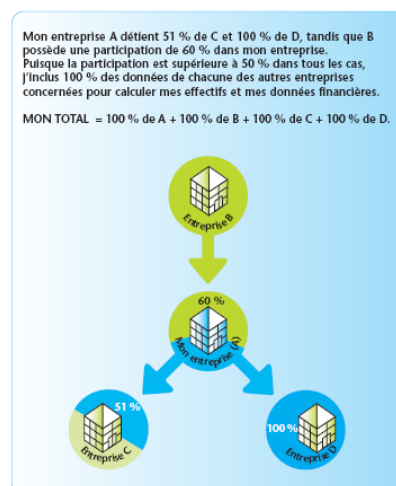 Mon entreprise A détient 51 % de C et 100 % de D, tandis que B
possède une participation de 60 % dans mon entreprise.
Puisque la participation est supérieure à 50 % dans tous les cas,
j'inclus 100 % des données de chacune des autres entreprises
concernées pour calculer mes effectifs et mes données financières.
MON TOTAL = 100 % de A + 100 % de B + 100 % de C + 100 % de D.
Entreprise B
60 %
Mon entreprise (A)
51 %
Entreprise C
100 %
Entreprise D